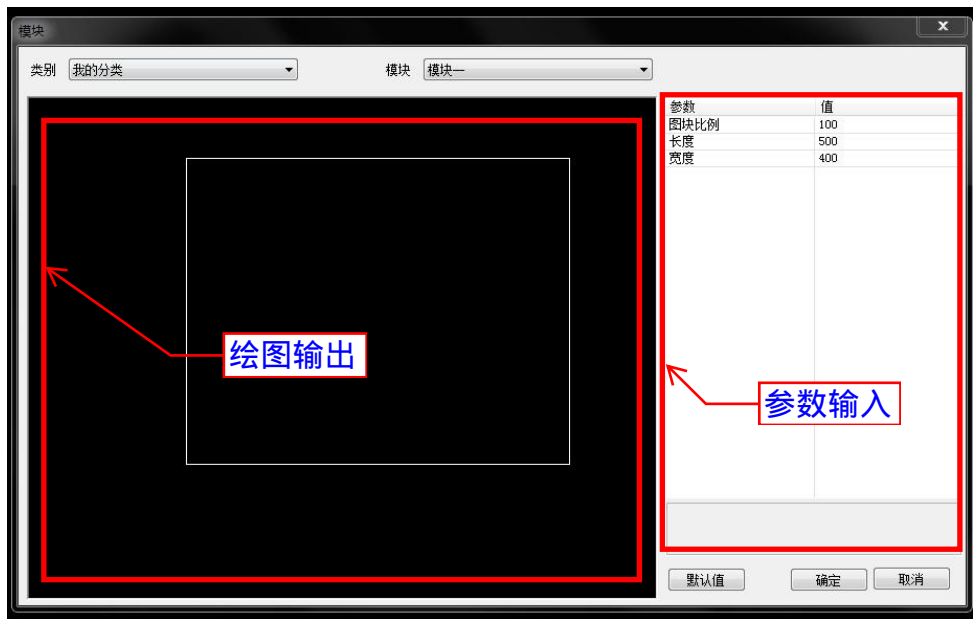 模块
x
类别 我的分类 模块 模块一
参数 值
图块比例 100
长度 500
宽度 400
绘图输出
参数输入
默认值 确定 取消